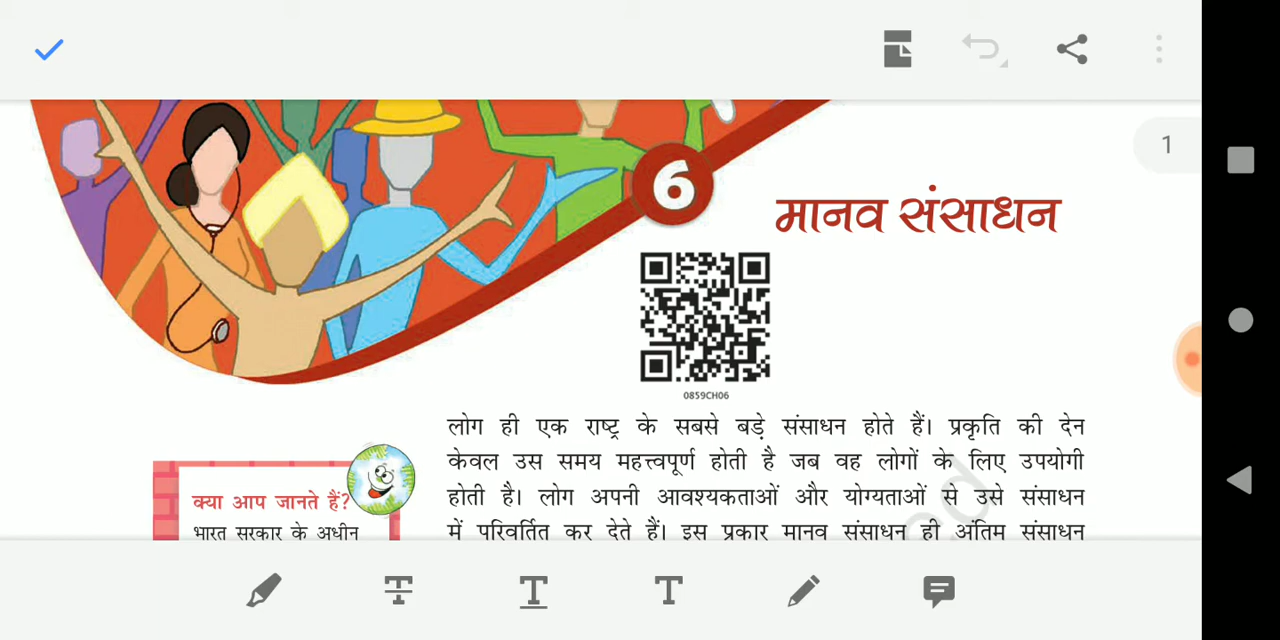 1
6
मानव संसाधन
0859CH06
लोग ही एक राष्ट्र के सबसे बड़े संसाधन होते हैं। प्रकृति की देन
केवल उस समय महत्त्वपूर्ण होती है जब वह लोगों के लिए उपयोगी
होती है। लोग अपनी आवश्यकताओं और योग्यताओं से उसे संसाधन
में परिवर्तित कर देते हैं। इस प्रकार मानव संसाधन ही अंतिम संसाधन
क्या आप जानते हैं?
भारत सरकार के अधीन